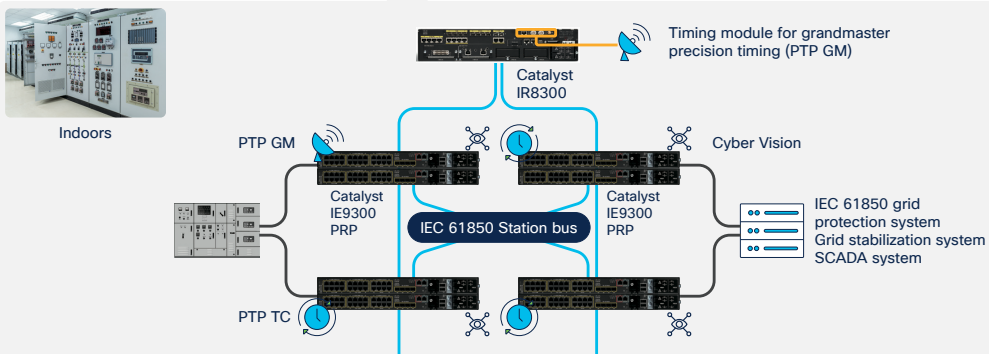 Timing module for grandmaster
precision timing (PTP GM)
Catalyst
IR8300
Indoors
PTP GM
Cyber Vision
Catalyst
IE9300
PRP
Catalyst
IE9300
PRP
IEC 61850 Station bus
IEC 61850 grid
protection system
Grid stabilization system
SCADA system
PTP TC